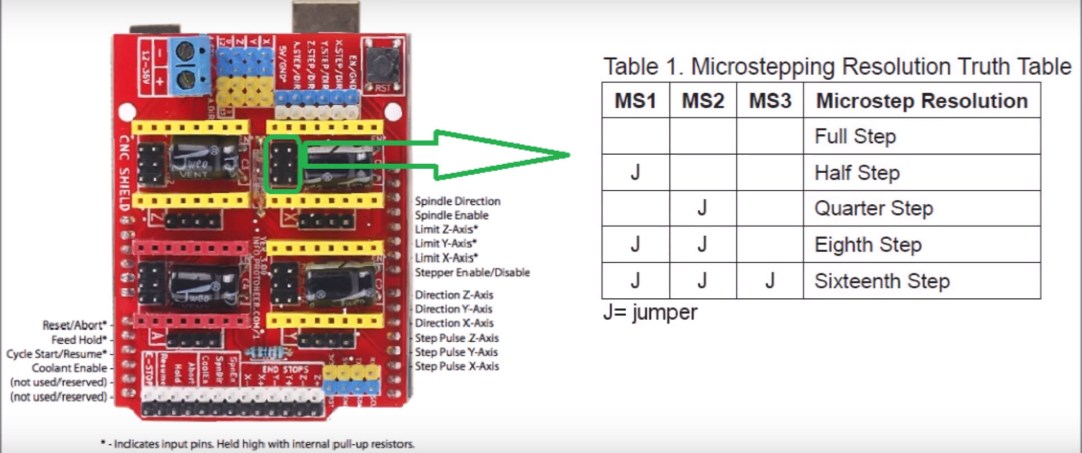 12-36V
- +
Z Y X
5V/GND*
A.STEP/DIR
Z.STEP/DIR
Y.STEP/DIR
X.STEP/DIR
EN/GND
RST
CNC SHIELD
VENT
Z
X
A
Y
Spindle Direction
Spindle Enable
Limit Z-Axis*
Limit Y-Axis*
Limit X-Axis*
Stepper Enable/Disable
Direction Z-Axis
Direction Y-Axis
Direction X-Axis
Step Pulse Z-Axis
Step Pulse Y-Axis
Step Pulse X-Axis
Reset/Abort*
Feed Hold*
Cycle Start/Resume*
Coolant Enable
(not used/reserved)
(not used/reserved)
E-STOP
Resume
Hold
Abort
CoolEn
SpnDir
SpnEn
END STOPS
X- X+ Y- Y+ Z- Z+
* - Indicates input pins. Held high with internal pull-up resistors.
Table 1. Microstepping Resolution Truth Table
MS1 MS2 MS3 Microstep Resolution
Full Step
J Half Step
J Quarter Step
J J Eighth Step
J J J Sixteenth Step
J= jumper